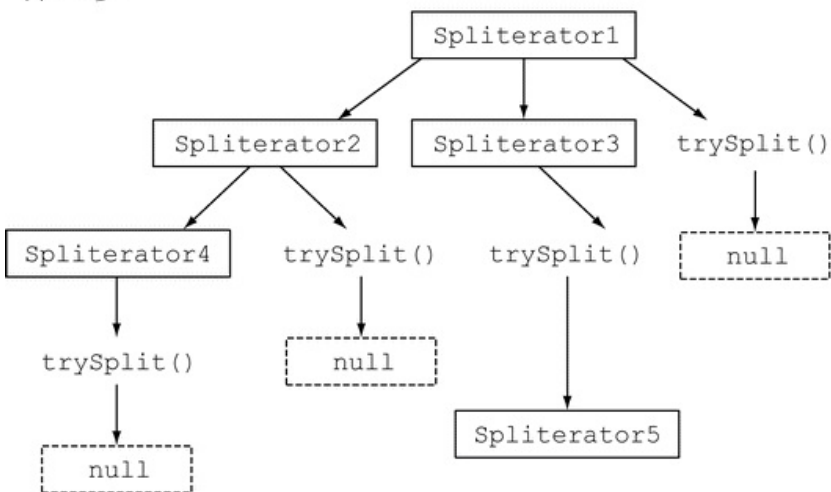 Spliterator1
Spliterator2 Spliterator3 trySplit()
Spliterator4 trySplit() trySplit() null
trySplit() null
Spliterator5
null